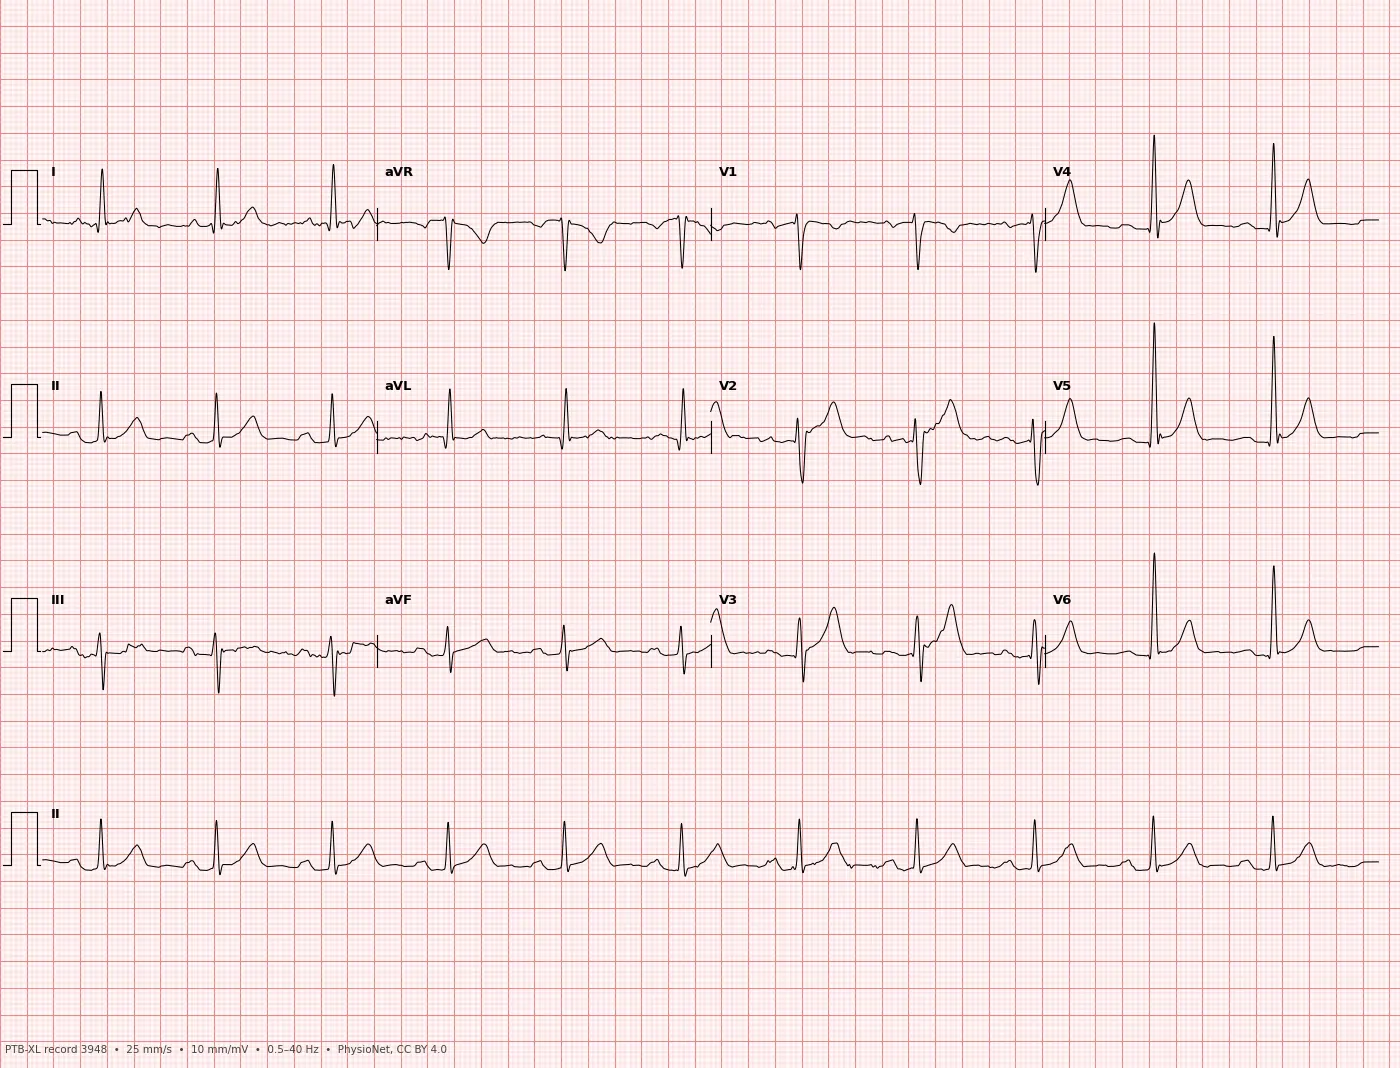 I aVR V1 V4
II aVL V2 V5
III aVF V3 V6
II
PTB-XL record 3948 • 25 mm/s • 10 mm/mV • 0.5–40 Hz • PhysioNet, CC BY 4.0